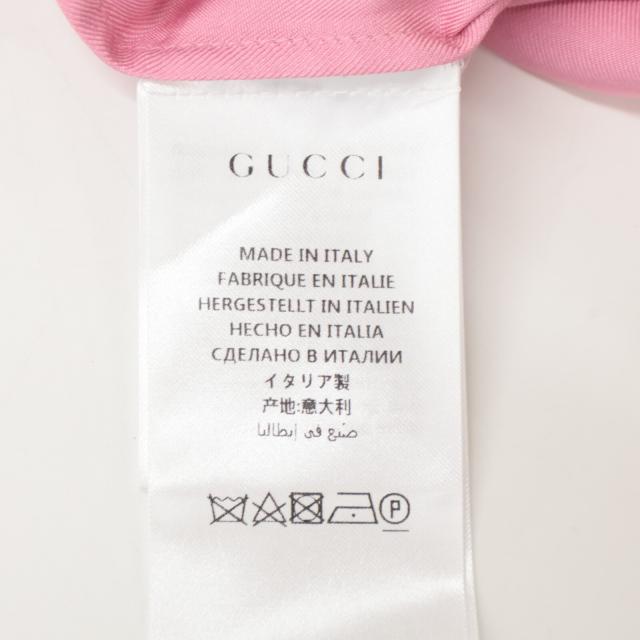 GUCCI
MADE IN ITALY
FABRIQUE EN ITALIE
HERGESTELLT IN ITALIEN
HECHO EN ITALIA
СДЕЛАНО В ИТАЛИИ
イタリア製
产地:意大利
صنع في إيطاليا
P